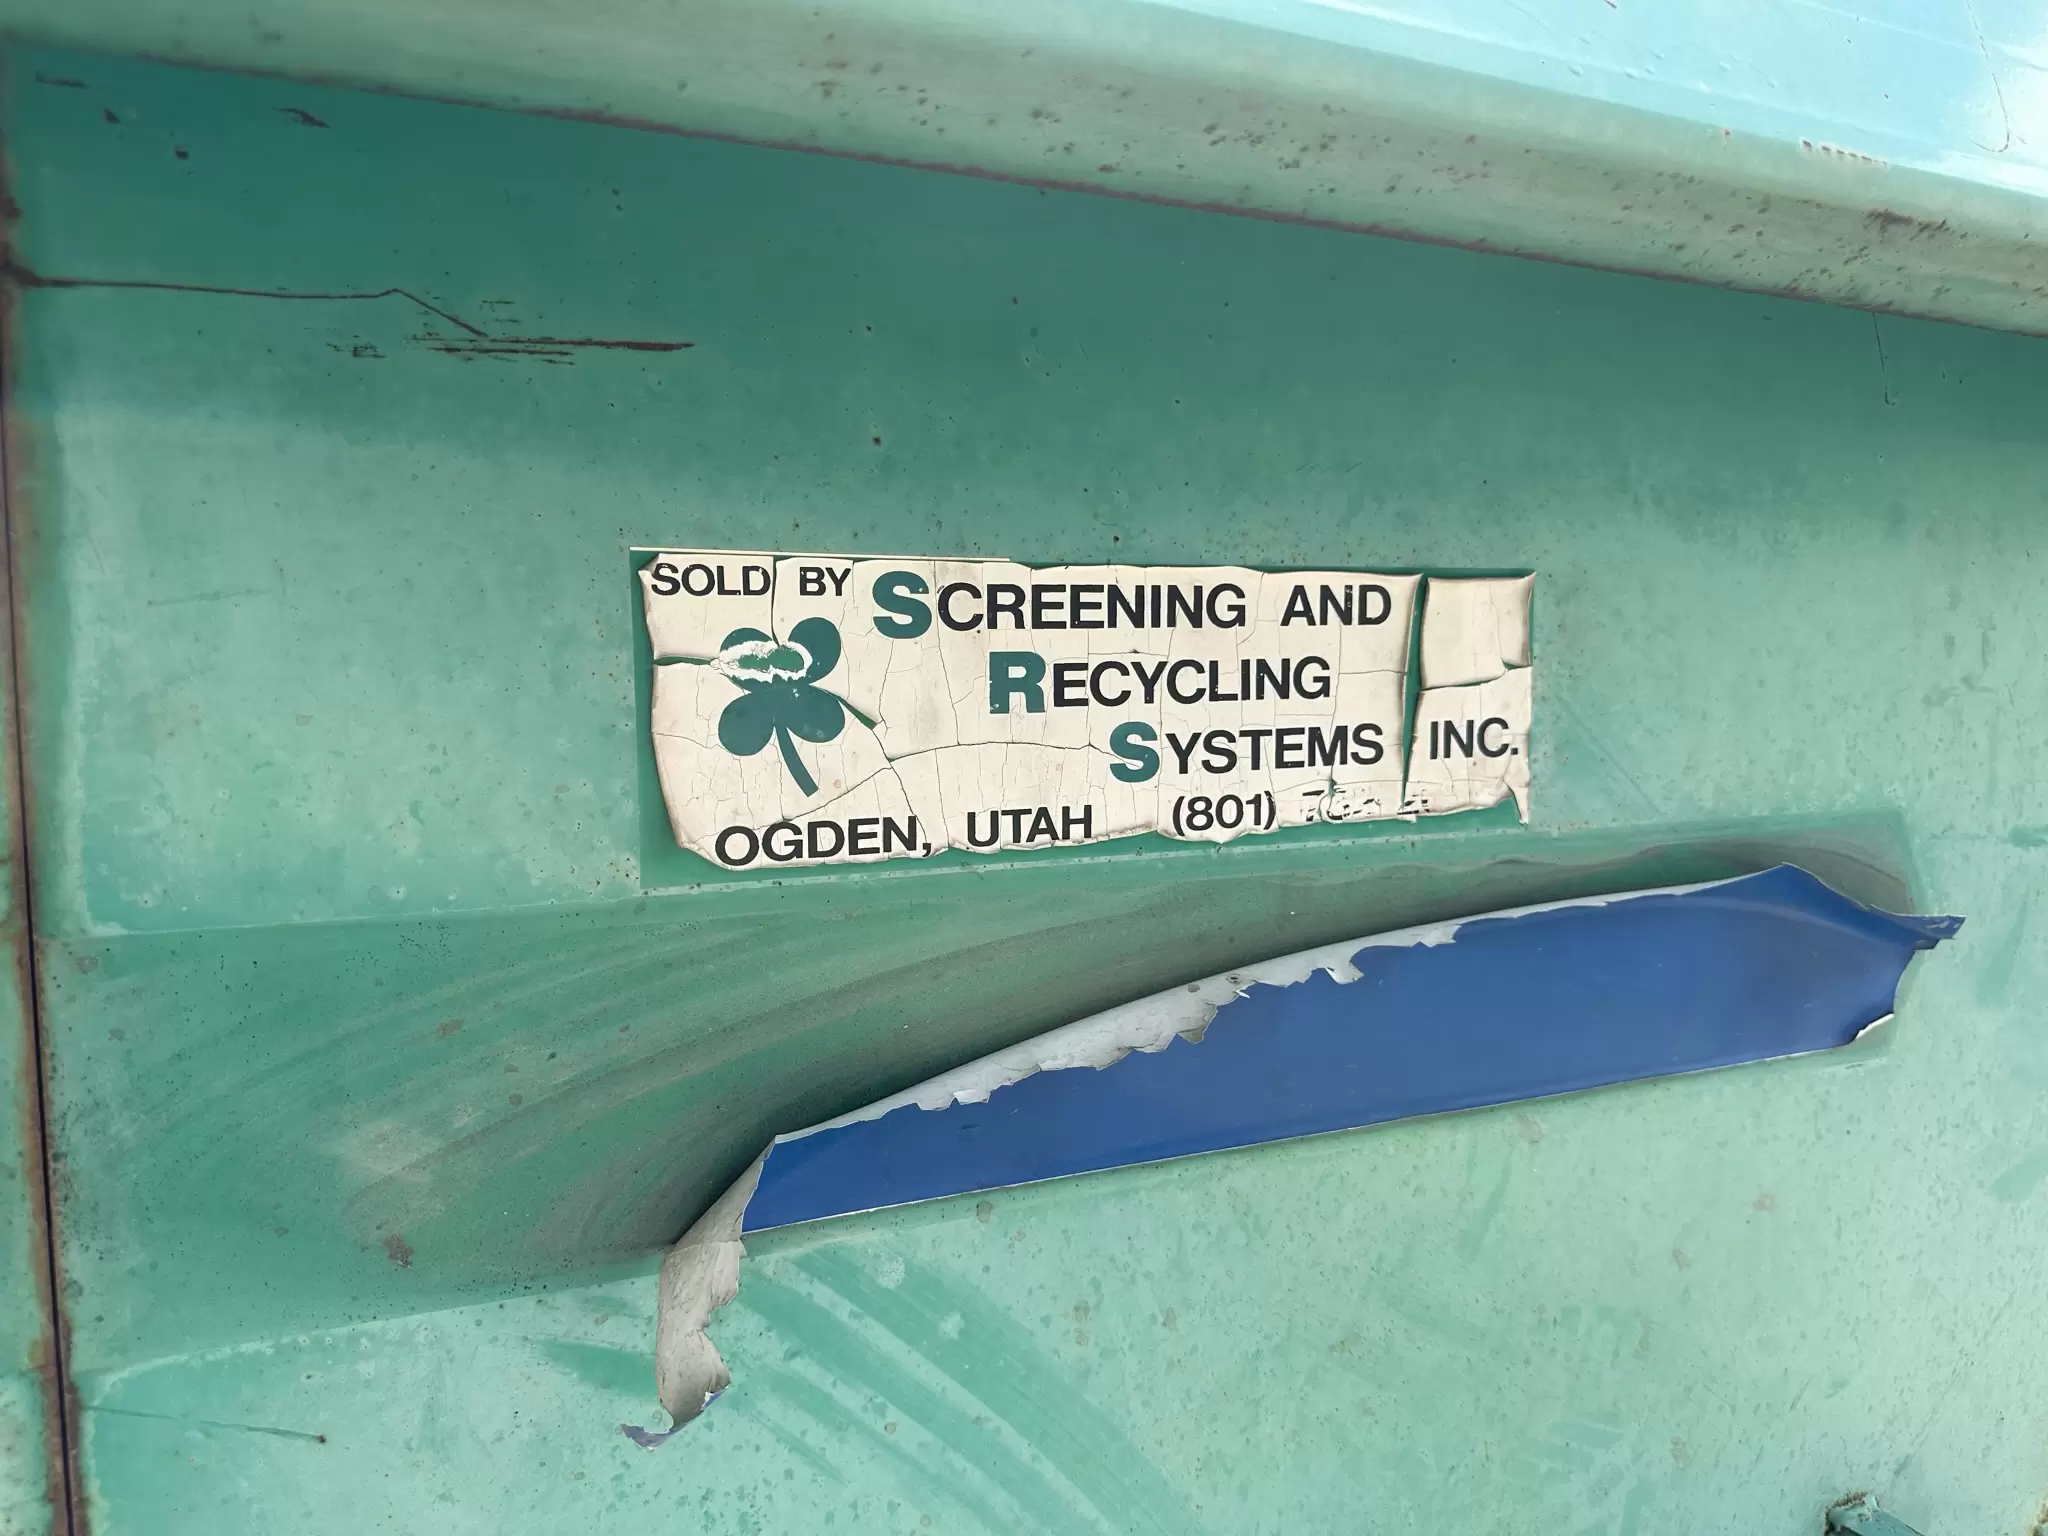 SOLD BY SCREENING AND
RECYCLING
SYSTEMS INC.
OGDEN, UTAH (801)